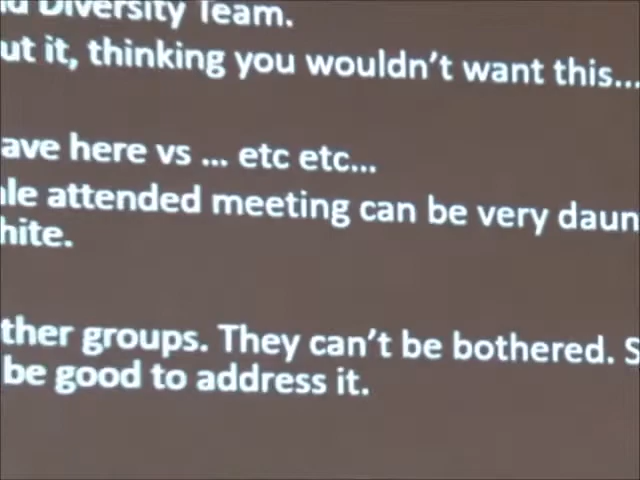 Diversity Team.
ut it, thinking you wouldn't want this...
ave here vs ... etc etc...
le attended meeting can be very daun
hite.
ther groups. They can't be bothered. S
be good to address it.